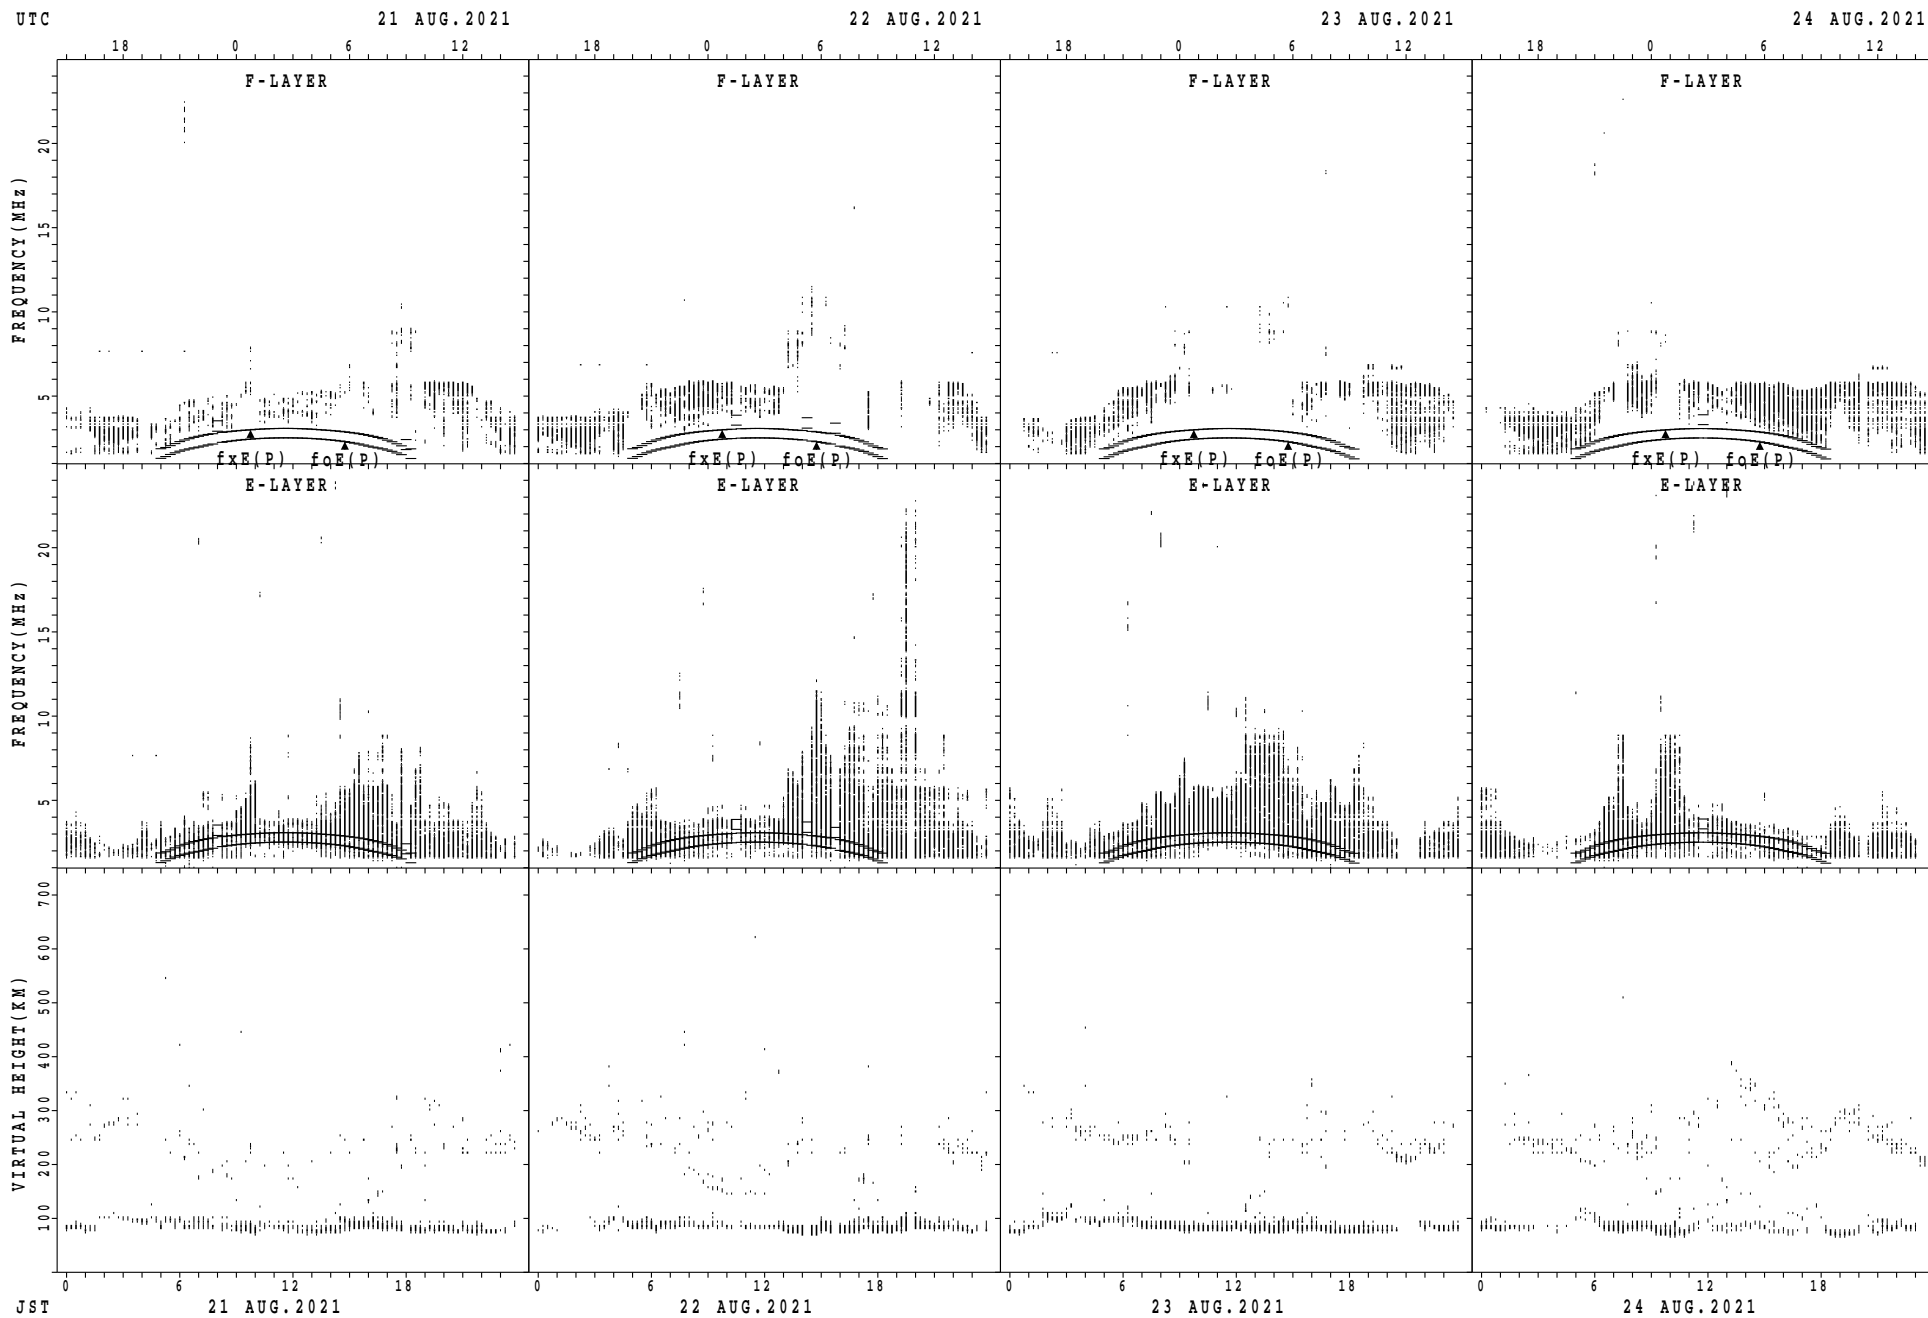 UTC 21 AUG.2021 22 AUG.2021 23 AUG.2021 24 AUG.2021
18 0 6 12 18 0 6 12 18 0 6 12 18 0 6 12
F-LAYER F-LAYER F-LAYER F-LAYER
FREQUENCY(MHz)
20
15
10
5
fxE(P) foE(P) fxE(P) foE(P) fxE(P) foE(P) fxE(P) foE(P)
E-LAYER E-LAYER E-LAYER E-LAYER
FREQUENCY(MHz)
20
15
10
5
VIRTUAL HEIGHT(KM)
700
600
500
400
300
200
100
0 6 12 18 0 6 12 18 0 6 12 18 0 6 12 18
JST 21 AUG.2021 22 AUG.2021 23 AUG.2021 24 AUG.2021